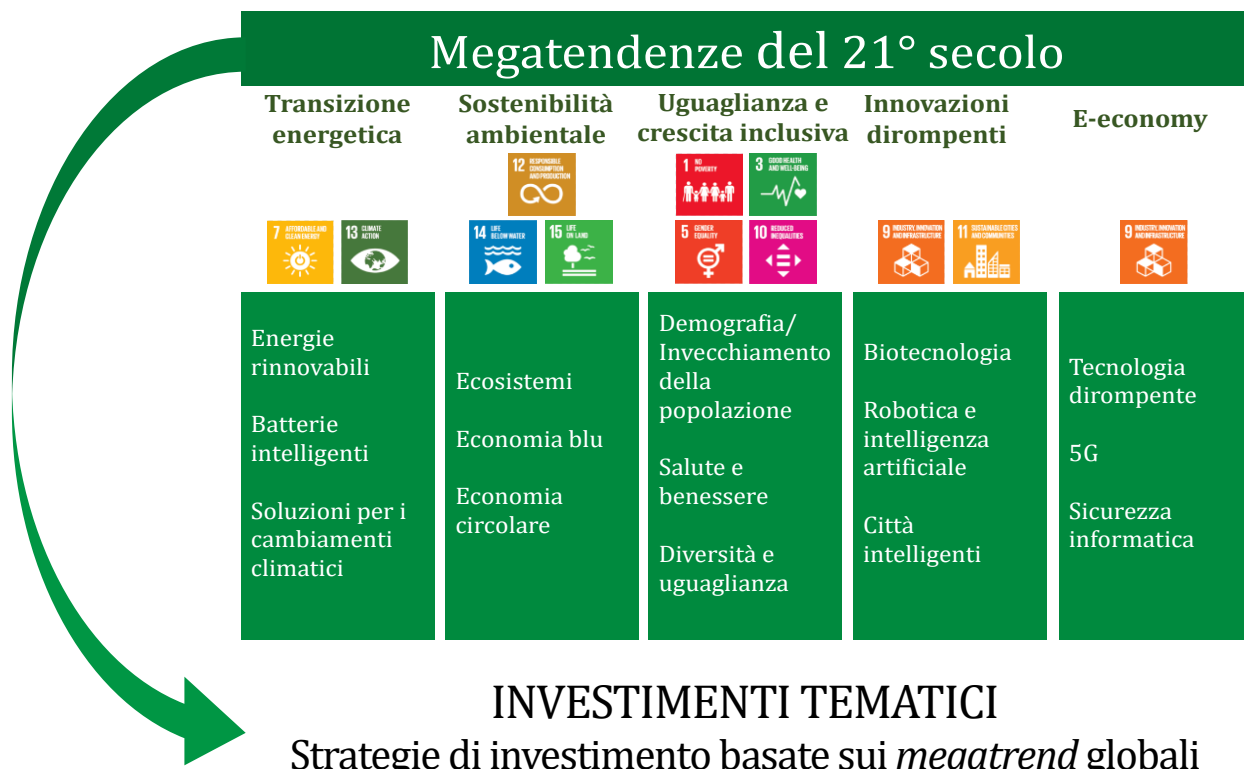 Megatendenze del 21° secolo
Transizione
energetica
Sostenibilità
ambientale
Uguaglianza e
crescita inclusiva
Innovazioni
dirompenti
E-economy
7 AFFORDABLE AND
CLEAN ENERGY
13 CLIMATE
ACTION
12 RESPONSIBLE
CONSUMPTION
AND PRODUCTION
14 LIFE
BELOW WATER
15 LIFE
ON LAND
1 NO
POVERTY
3 GOOD HEALTH
AND WELL-BEING
5 GENDER
EQUALITY
10 REDUCED
INEQUALITIES
9 INDUSTRY, INNOVATION
AND INFRASTRUCTURE
11 SUSTAINABLE CITIES
AND COMMUNITIES
9 INDUSTRY, INNOVATION
AND INFRASTRUCTURE
Energie
rinnovabili
Batterie
intelligenti
Soluzioni per i
cambiamenti
climatici
Ecosistemi
Economia blu
Economia
circolare
Demografia/
Invecchiamento
della
popolazione
Salute e
benessere
Diversità e
uguaglianza
Biotecnologia
Robotica e
intelligenza
artificiale
Città
intelligenti
Tecnologia
dirompente
5G
Sicurezza
informatica
INVESTIMENTI TEMATICI
Strategie di investimento basate sui megatrend globali